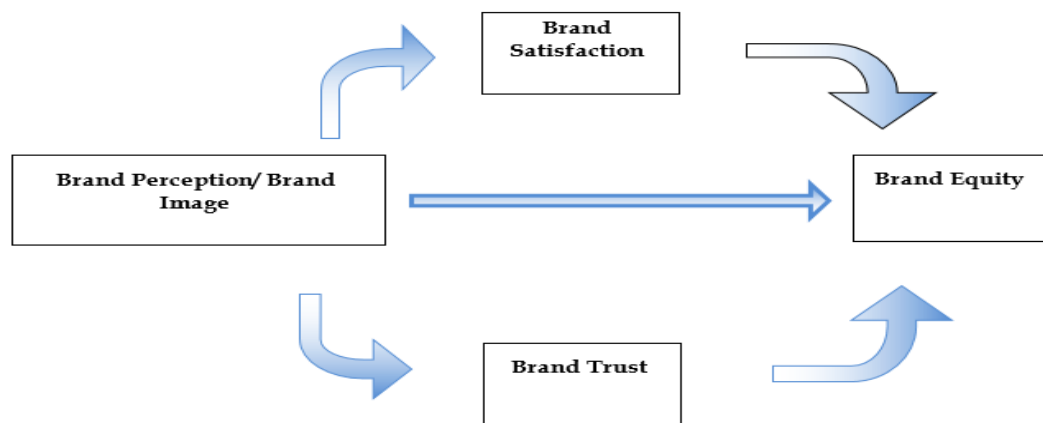 Brand
Satisfaction
Brand Perception/ Brand
Image
Brand Equity
Brand Trust